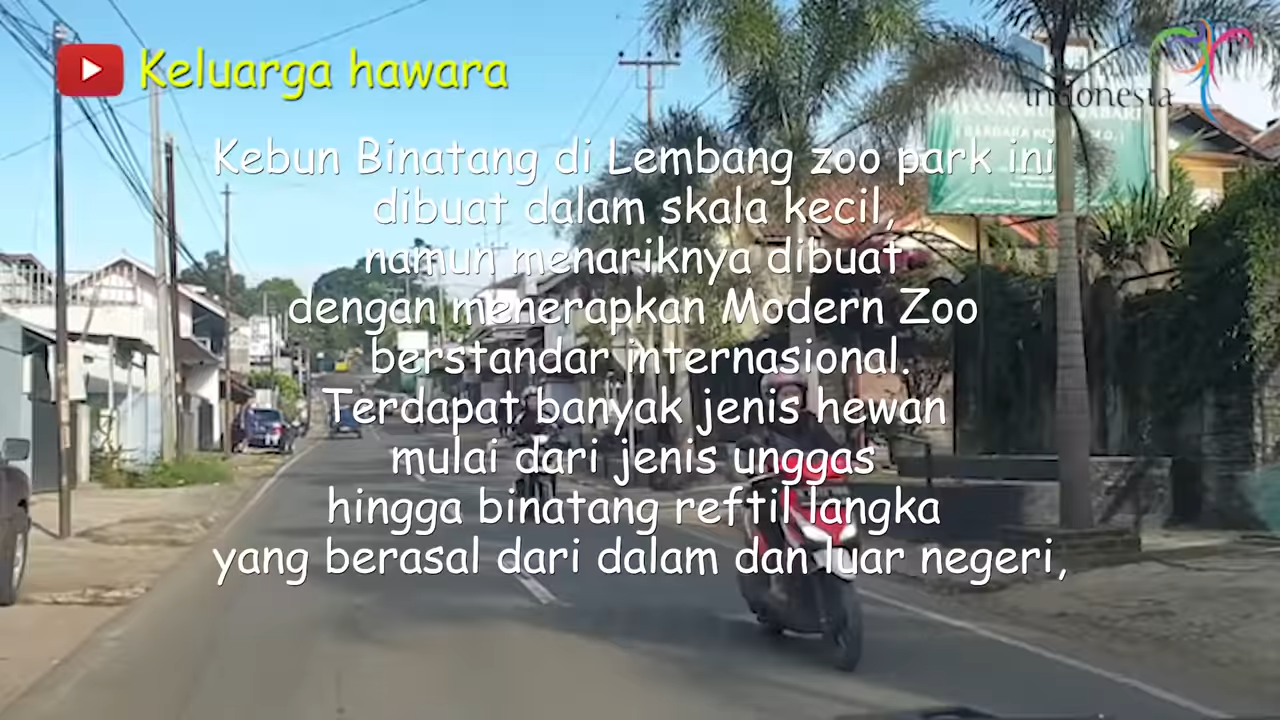 Keluarga hawara
indonesia
Kebun Binatang di Lembang zoo park ini
dibuat dalam skala kecil,
namun menariknya dibuat
dengan menerapkan Modern Zoo
berstandar internasional.
Terdapat banyak jenis hewan
mulai dari jenis unggas
hingga binatang reftil langka
yang berasal dari dalam dan luar negeri,